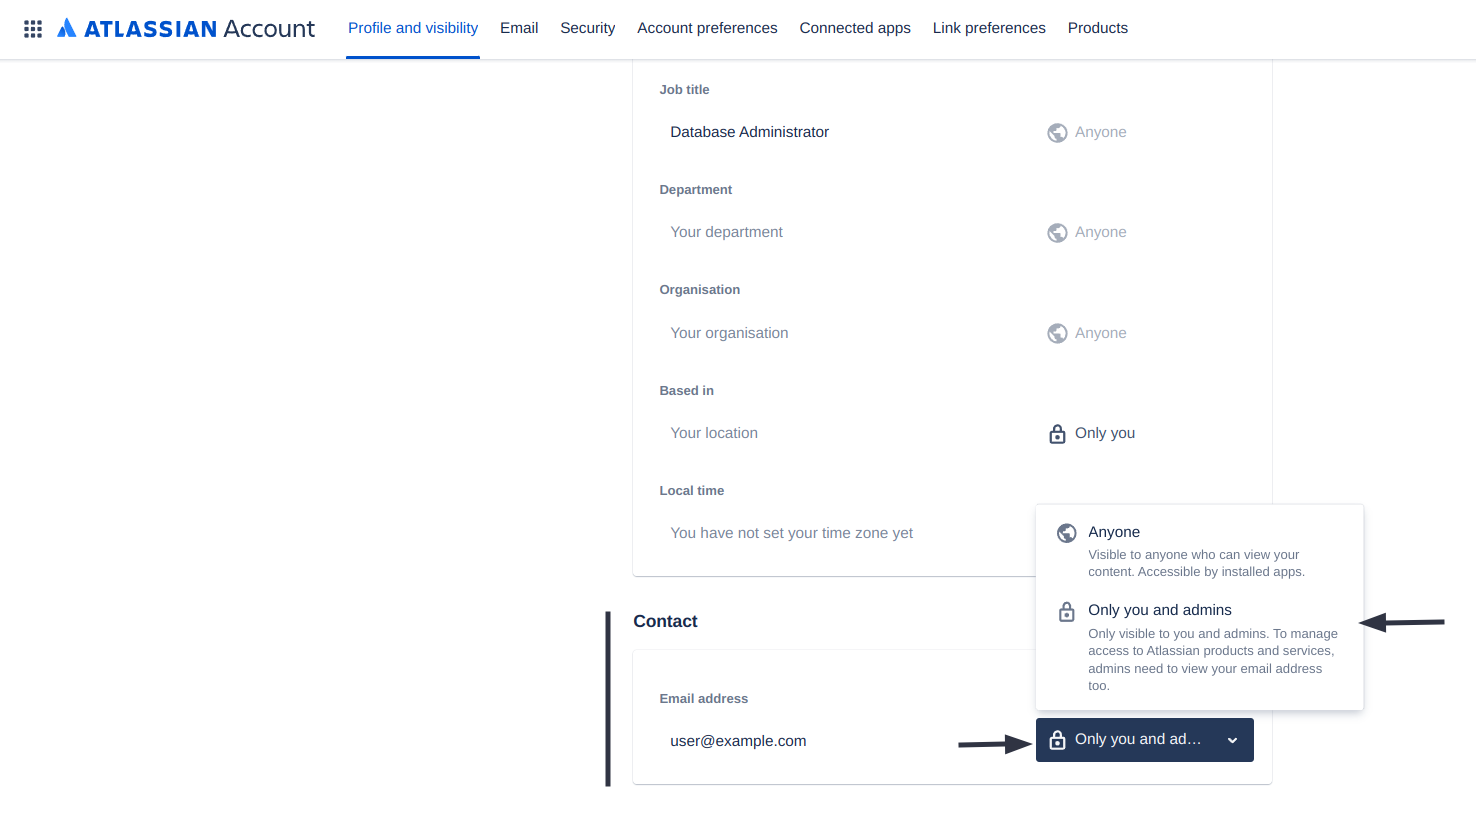 ATLASSIAN Account
Profile and visibility
Email
Security
Account preferences
Connected apps
Link preferences
Products
Job title
Database Administrator
Anyone
Department
Your department
Anyone
Organisation
Your organisation
Anyone
Based in
Your location
Only you
Local time
You have not set your time zone yet
Anyone
Visible to anyone who can view your
content. Accessible by installed apps.
Only you and admins
Only visible to you and admins. To manage
access to Atlassian products and services,
admins need to view your email address
too.
Contact
Email address
user@example.com
Only you and ad…